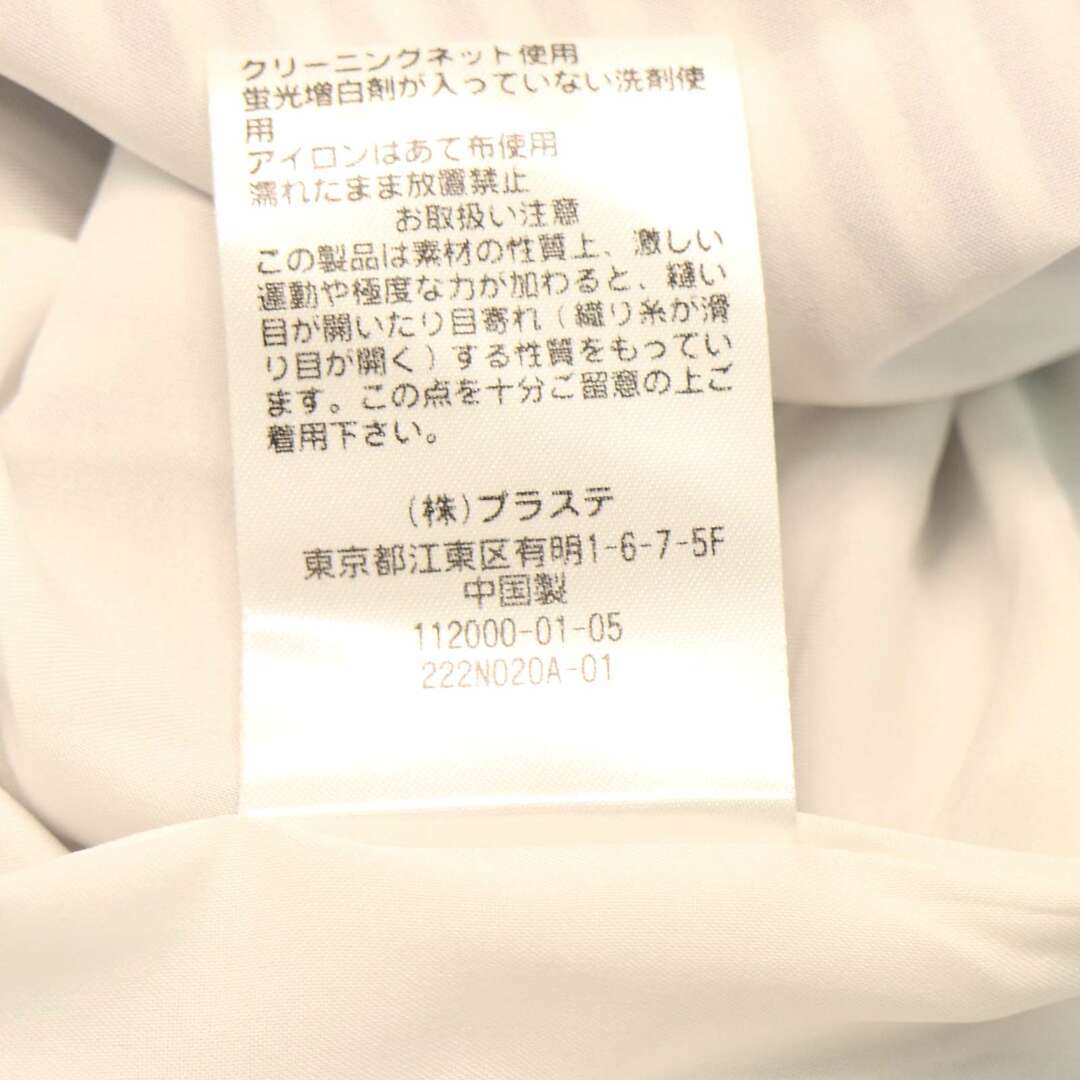 クリーニングネット使用
蛍光増白剤が入っていない洗剤使
用
アイロンはあて布使用
濡れたまま放置禁止
お取扱い注意
この製品は素材の性質上、激しい
運動や極度な力が加わると、縫い
目が開いたり目寄れ(織り糸が滑
り目が開く)する性質をもってい
ます。この点を十分ご留意の上ご
着用下さい。
(株)プラステ
東京都江東区有明1-6-7-5F
中国製
112000-01-05
222N020A-01